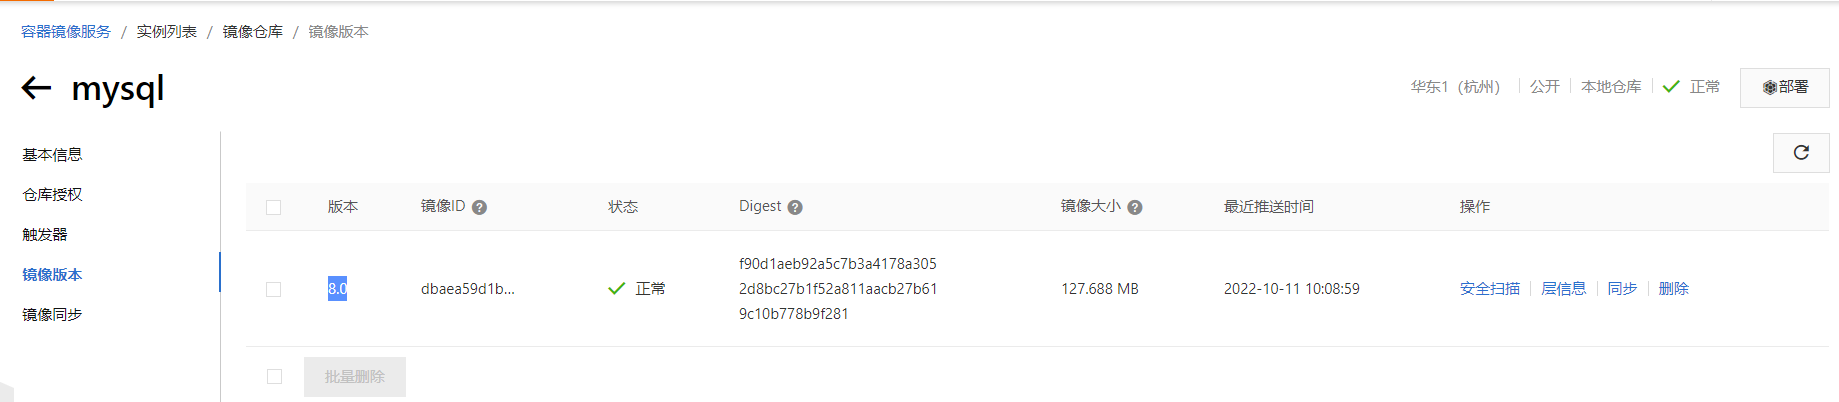 容器镜像服务 / 实例列表 / 镜像仓库 / 镜像版本
mysql
华东1（杭州） 公开 本地仓库 正常 部署
基本信息
仓库授权
触发器
镜像版本
镜像同步
版本 镜像ID 状态 Digest 镜像大小 最近推送时间 操作
8.0 dbaea59d1b... 正常 f90d1aeb92a5c7b3a4178a305
2d8bc27b1f52a811aacb27b61
9c10b778b9f281 127.688 MB 2022-10-11 10:08:59 安全扫描 层信息 同步 删除
批量删除